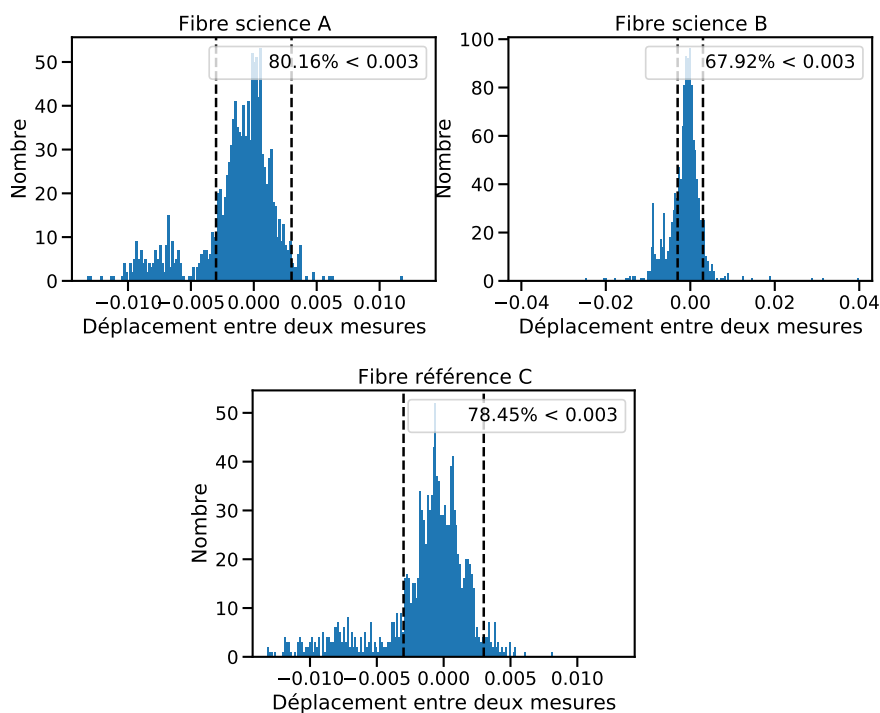 Fibre science A
80.16% < 0.003
50
40
30
20
10
0
Nombre
−0.010 −0.005 0.000 0.005 0.010
Déplacement entre deux mesures
Fibre science B
67.92% < 0.003
100
80
60
40
20
0
Nombre
−0.04 −0.02 0.00 0.02 0.04
Déplacement entre deux mesures
Fibre référence C
78.45% < 0.003
50
40
30
20
10
0
Nombre
−0.010 −0.005 0.000 0.005 0.010
Déplacement entre deux mesures